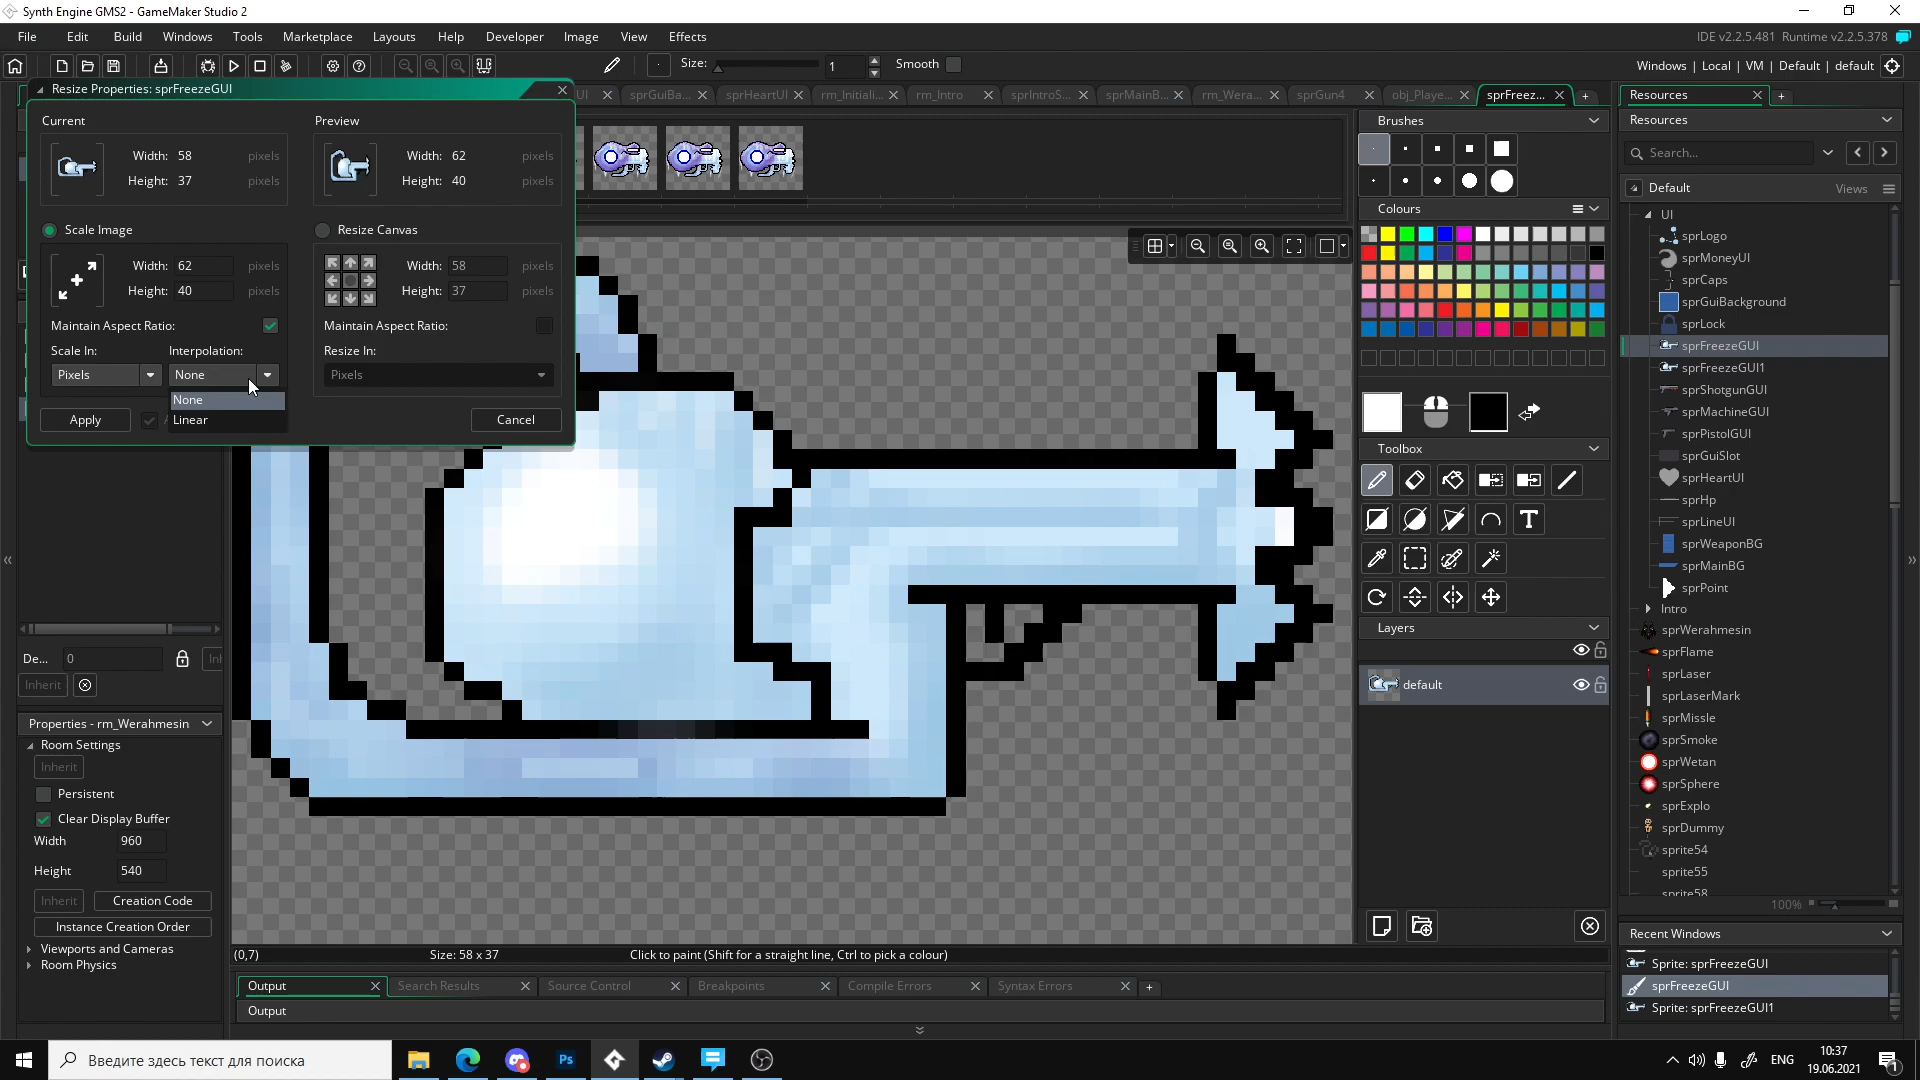 Synth Engine GMS2 - GameMaker Studio 2
File Edit Build Windows Tools Marketplace Layouts Help Developer Image View Effects
IDE v2.2.5.481 Runtime v2.2.5.378
Size: 1 Smooth
Windows | Local | VM | Default | default
Resize Properties: sprFreezeGUI
UI sprGuiBa... sprHeartUI rm_Initiali... rm_Intro sprIntroS... sprMainB... rm_Wera... sprGun4 obj_Playe... sprFreez...
Current
Width: 58 pixels
Height: 37 pixels
Preview
Width: 62 pixels
Height: 40 pixels
Scale Image
Width: 62 pixels
Height: 40 pixels
Maintain Aspect Ratio:
Scale In: Interpolation:
Pixels None
None
Linear
Apply
Resize Canvas
Width: 58 pixels
Height: 37 pixels
Maintain Aspect Ratio:
Resize In:
Pixels
Cancel
De... 0
Inherit
Properties - rm_Werahmesin
Room Settings
Inherit
Persistent
Clear Display Buffer
Width 960
Height 540
Inherit Creation Code
Instance Creation Order
Viewports and Cameras
Room Physics
(0,7) Size: 58 x 37 Click to paint (Shift for a straight line, Ctrl to pick a colour)
Output Search Results Source Control Breakpoints Compile Errors Syntax Errors
Output
Brushes
Colours
Toolbox
T
Layers
default
Resources
Resources
Search...
Default Views
UI
sprLogo
sprMoneyUI
sprCaps
sprGuiBackground
sprLock
sprFreezeGUI
sprFreezeGUI1
sprShotgunGUI
sprMachineGUI
sprPistolGUI
sprGuiSlot
sprHeartUI
sprHp
sprLineUI
sprWeaponBG
sprMainBG
sprPoint
Intro
sprWerahmesin
sprFlame
sprLaser
sprLaserMark
sprMissle
sprSmoke
sprWetan
sprSphere
sprExplo
sprDummy
sprite54
sprite55
sprite58
100%
Recent Windows
Sprite: sprFreezeGUI
sprFreezeGUI
Sprite: sprFreezeGUI1
Введите здесь текст для поиска
Ps
ENG
10:37
19.06.2021
1